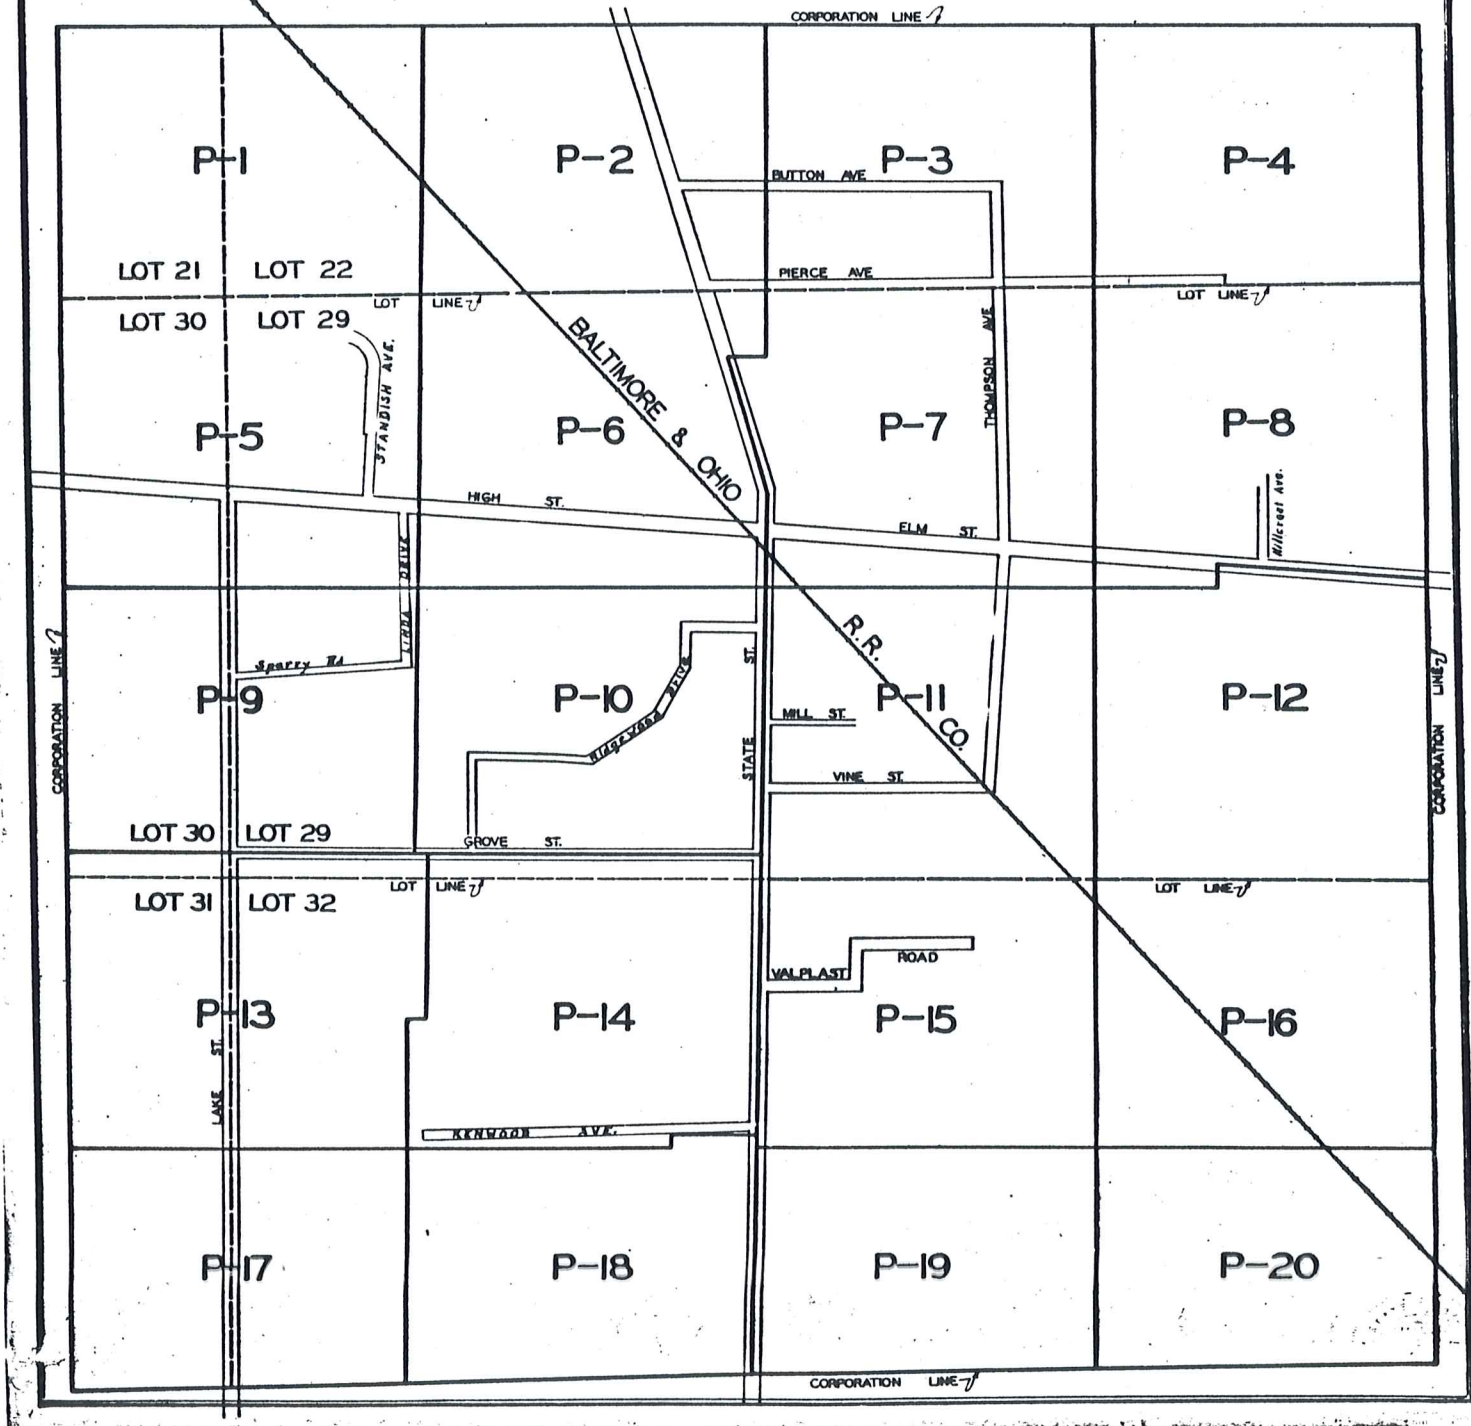 CORPORATION LINE
P-1
P-2
P-3
P-4
BUTTON AVE
LOT 21
LOT 22
PIERCE AVE
LOT LINE
LOT LINE
LOT 30
LOT 29
STANDISH AVE.
BALTIMORE & OHIO
THOMPSON AVE
P-5
P-6
P-7
P-8
HIGH ST.
ELM ST.
Hillcrest Ave.
LINDA DRIVE
R.R. CO.
CORPORATION LINE
CORPORATION LINE
Sperry Rd
P-9
P-10
P-11
P-12
Ridgewood Drive
STATE ST.
MILL ST.
VINE ST.
LOT 30
LOT 29
GROVE ST.
LOT LINE
LOT LINE
LOT 31
LOT 32
VALPLAST ROAD
P-13
P-14
P-15
P-16
LAKE ST.
KENWOOD AVE.
P-17
P-18
P-19
P-20
CORPORATION LINE